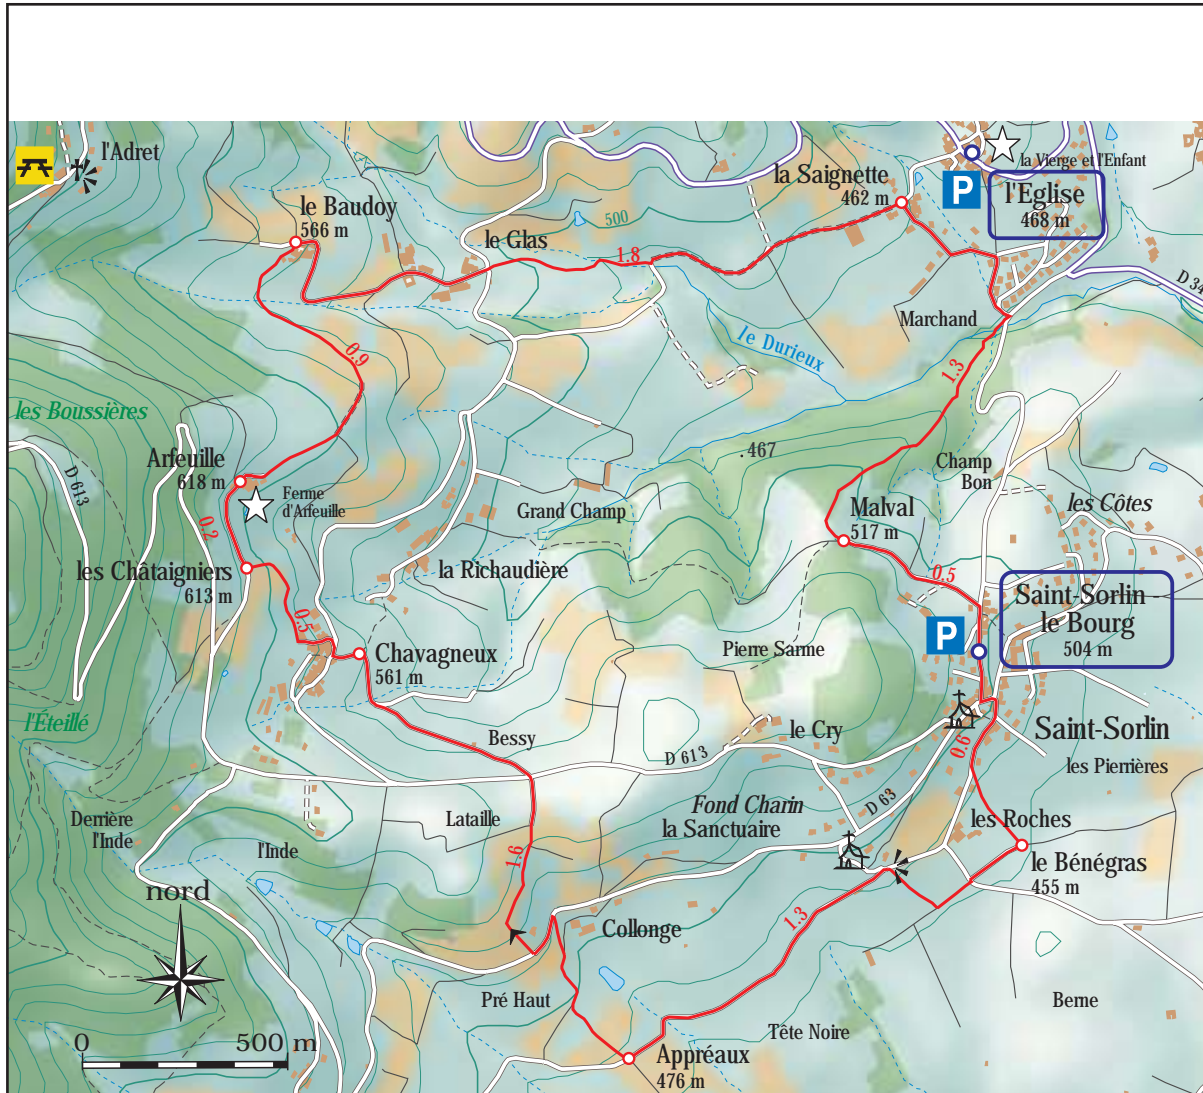 l'Adret
la Vierge et l'Enfant
la Saignette
462 m
P
l'Eglise
468 m
le Baudoy
566 m
500
le Glas
1.8
D 34
Marchand
le Durieux
0.9
1.3
les Boussières
.467
Arfeuille
618 m
D 613
Ferme
d'Arfeuille
Champ
Bon
les Côtes
Grand Champ
Malval
517 m
0.2
les Châtaigniers
613 m
la Richaudière
0.5
0.5
Saint-Sorlin
le Bourg
504 m
P
Pierre Sarme
Chavagneux
561 m
l'Éteillé
Bessy
le Cry
Saint-Sorlin
D 613
0.6
les Pierrières
Fond Charin
D 63
la Sanctuaire
Derrière
l'Inde
Lataille
les Roches
l'Inde
1.6
le Bénégras
455 m
nord
1.3
Collonge
Pré Haut
Berne
Tête Noire
0
500 m
Appréaux
476 m